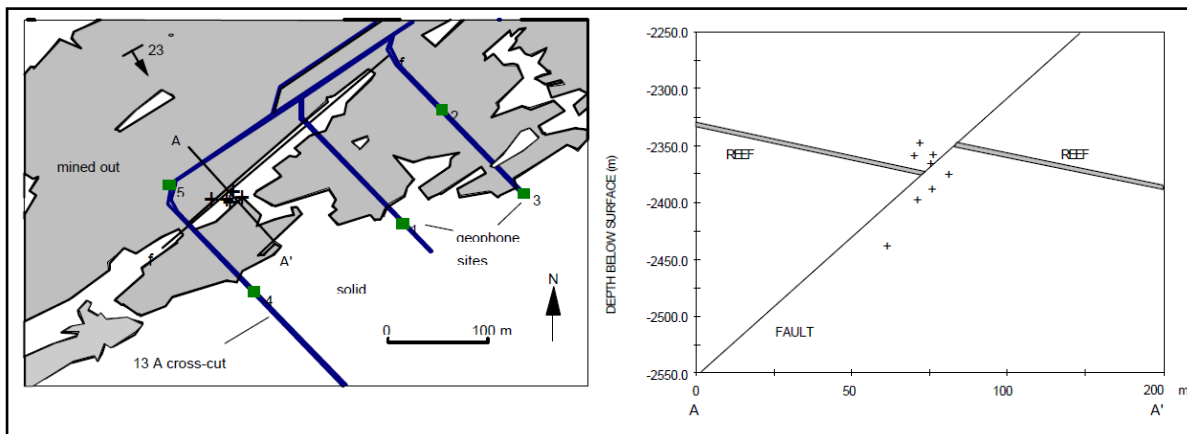 23
f
2
A
mined out
5
3
1
geophone
sites
f
A'
solid
N
4
0 100 m
13 A cross-cut
-2250.0
-2300.0
-2350.0
-2400.0
-2450.0
-2500.0
-2550.0
DEPTH BELOW SURFACE (m)
REEF
REEF
FAULT
0 50 100 200 m
A A'